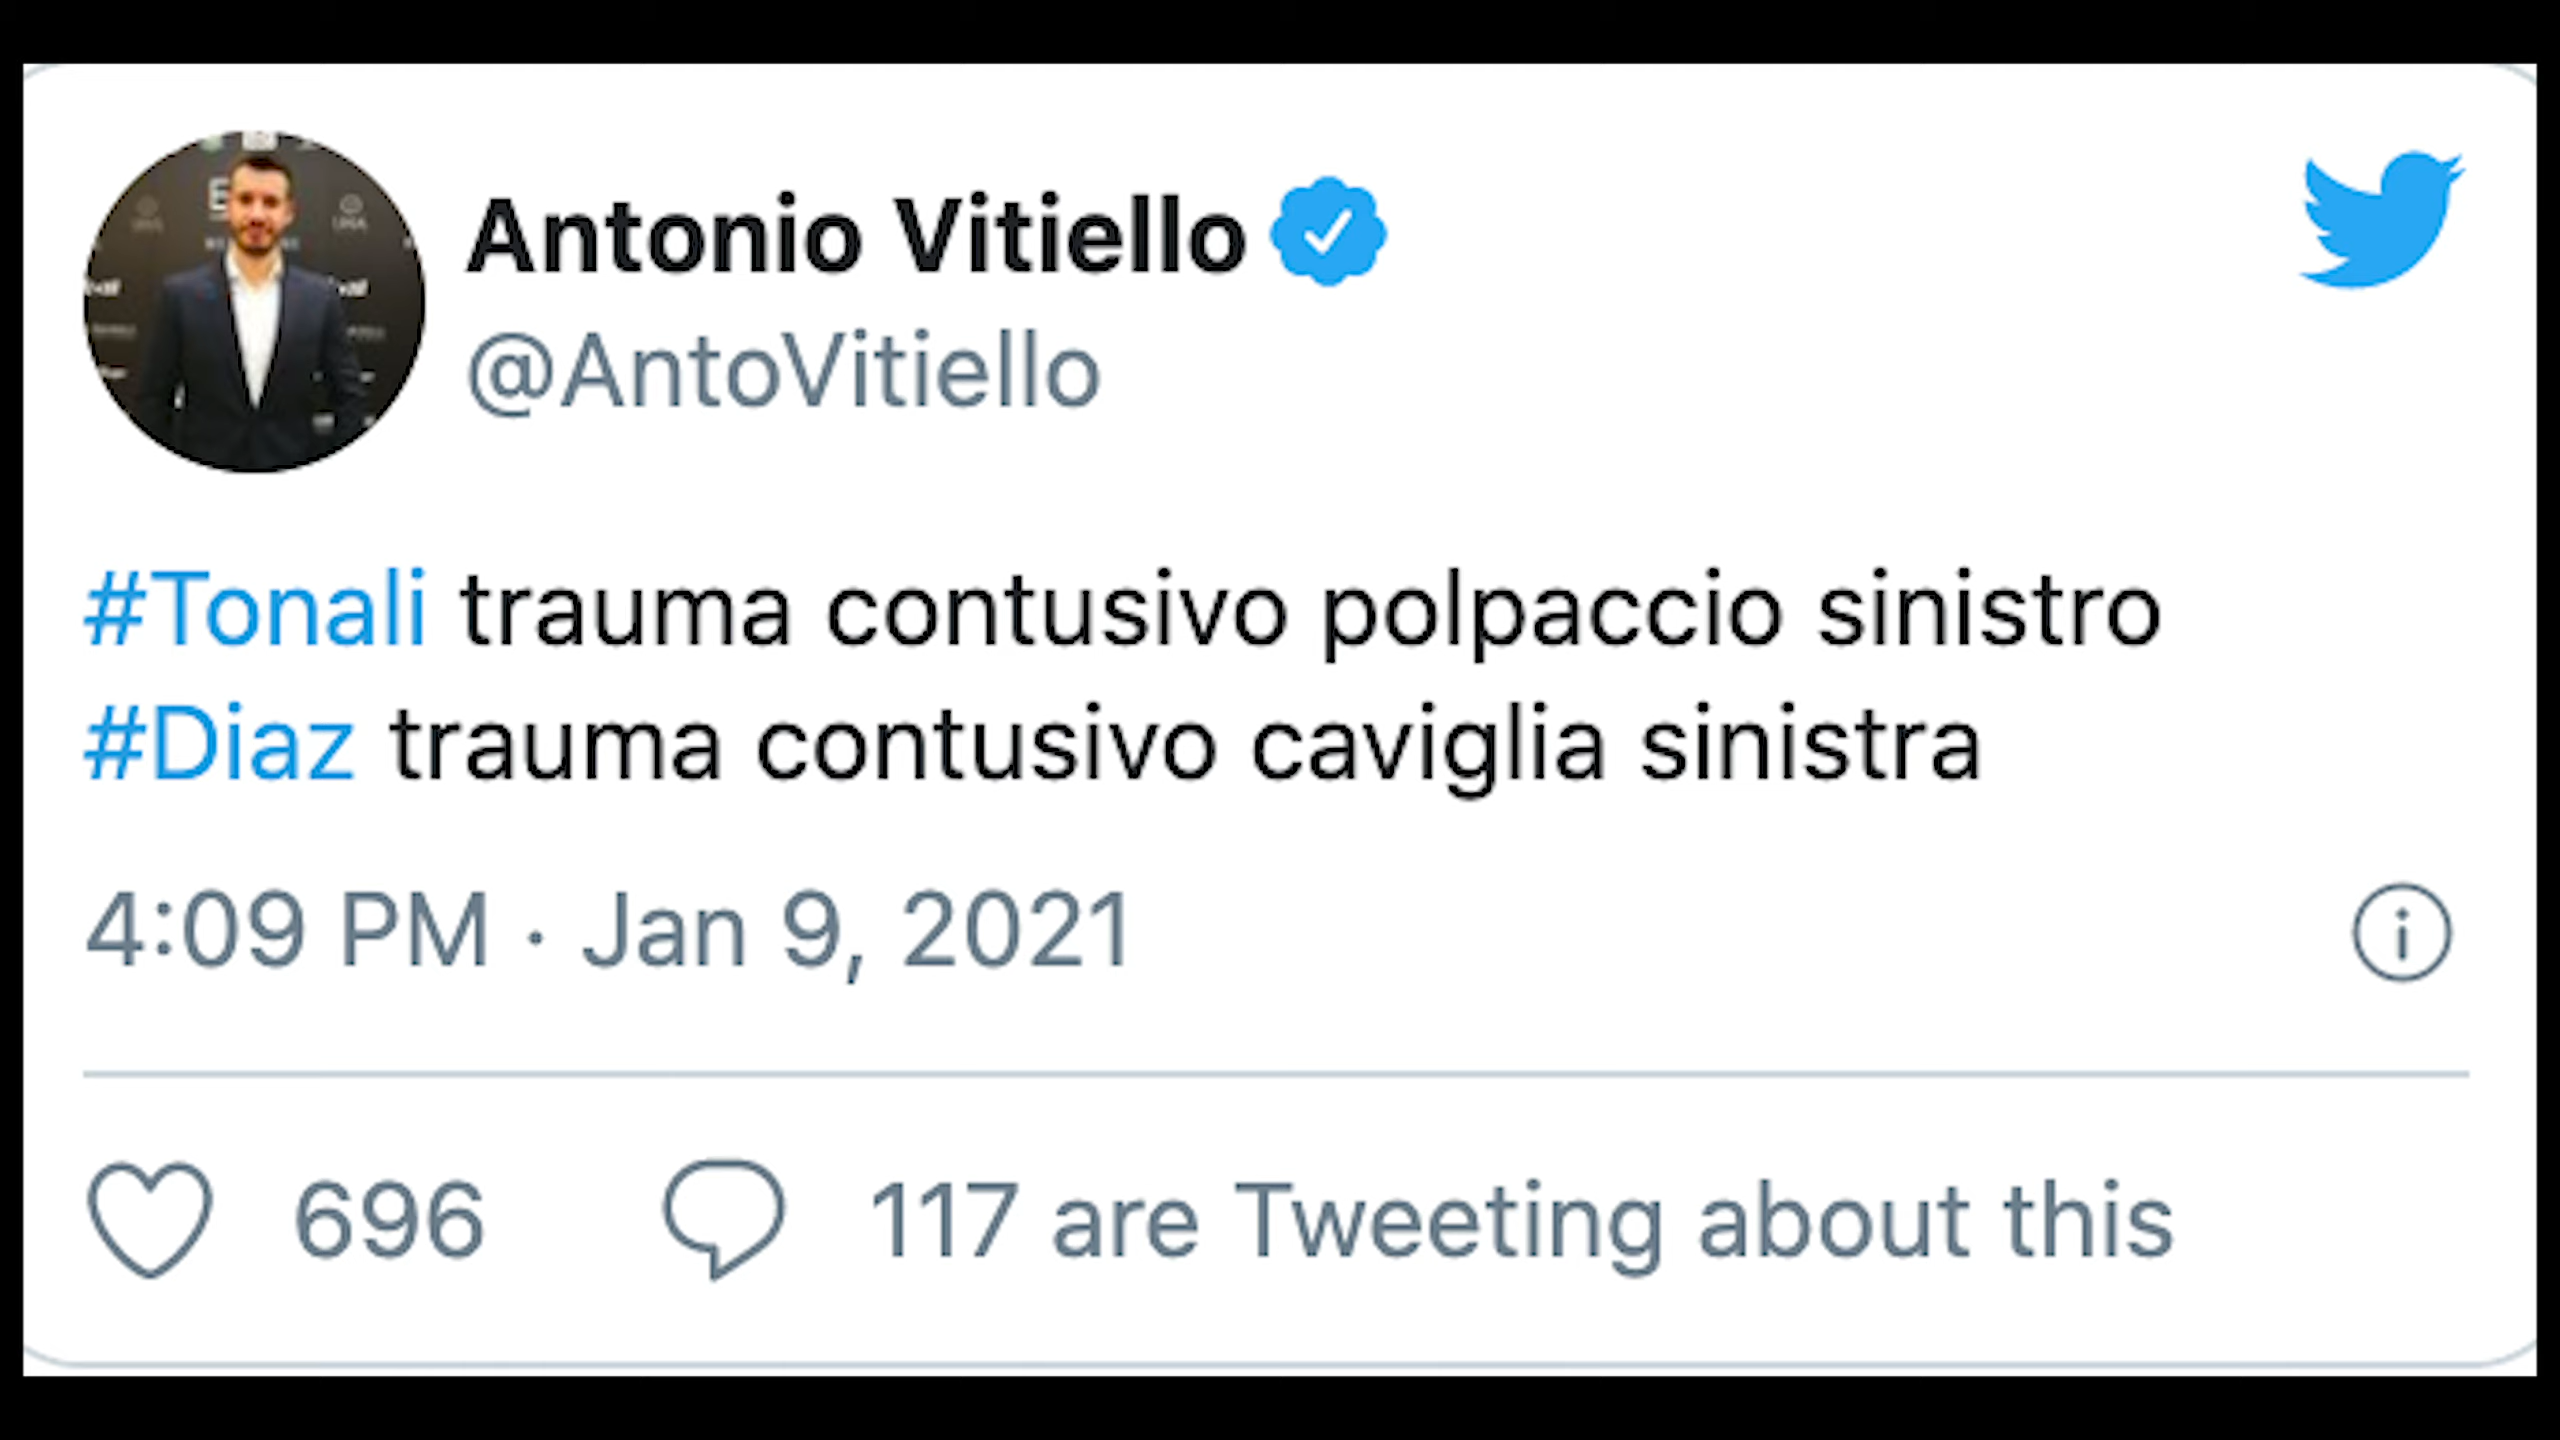 Antonio Vitiello
@AntoVitiello
#Tonali trauma contusivo polpaccio sinistro
#Diaz trauma contusivo caviglia sinistra
4:09 PM · Jan 9, 2021
696
117 are Tweeting about this